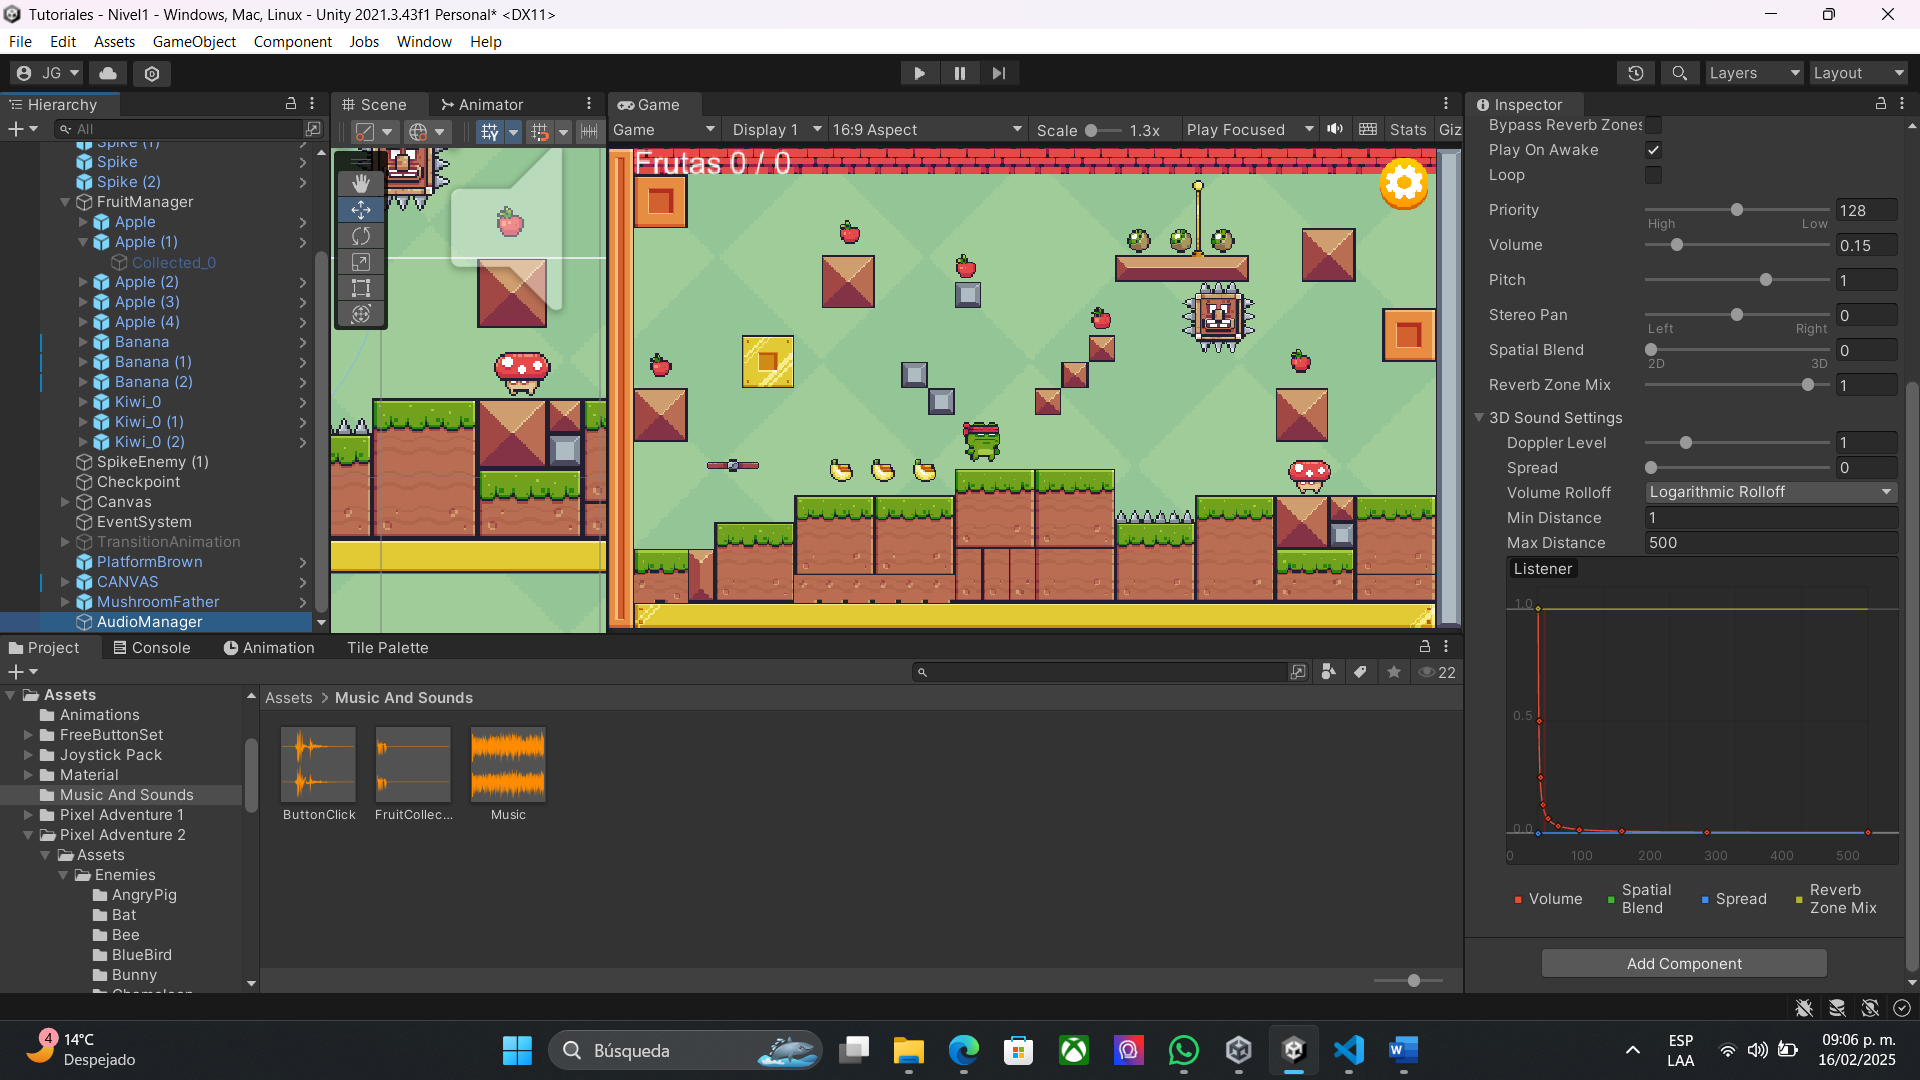 Tutoriales - Nivel1 - Windows, Mac, Linux - Unity 2021.3.43f1 Personal* <DX11>
File Edit Assets GameObject Component Jobs Window Help
JG
Layers
Layout
Hierarchy
All
Spike (1)
Spike
Spike (2)
FruitManager
Apple
Apple (1)
Collected_0
Apple (2)
Apple (3)
Apple (4)
Banana
Banana (1)
Banana (2)
Kiwi_0
Kiwi_0 (1)
Kiwi_0 (2)
SpikeEnemy (1)
Checkpoint
Canvas
EventSystem
TransitionAnimation
PlatformBrown
CANVAS
MushroomFather
AudioManager
Scene
Animator
Game
Game
Display 1
16:9 Aspect
Scale
1.3x
Play Focused
Stats
Giz
Frutas 0 / 0
Inspector
Bypass Reverb Zones
Play On Awake
Loop
Priority
128
High
Low
Volume
0.15
Pitch
1
Stereo Pan
0
Left
Right
Spatial Blend
0
2D
3D
Reverb Zone Mix
1
3D Sound Settings
Doppler Level
1
Spread
0
Volume Rolloff
Logarithmic Rolloff
Min Distance
1
Max Distance
500
Listener
1.0
0.5
0.0
0 100 200 300 400 500
Volume
Spatial Blend
Spread
Reverb Zone Mix
Add Component
Project
Console
Animation
Tile Palette
22
Assets
Animations
FreeButtonSet
Joystick Pack
Material
Music And Sounds
Pixel Adventure 1
Pixel Adventure 2
Assets
Enemies
AngryPig
Bat
Bee
BlueBird
Bunny
Chameleon
Assets > Music And Sounds
ButtonClick
FruitCollec...
Music
4
14°C
Despejado
Búsqueda
ESP
LAA
09:06 p. m.
16/02/2025